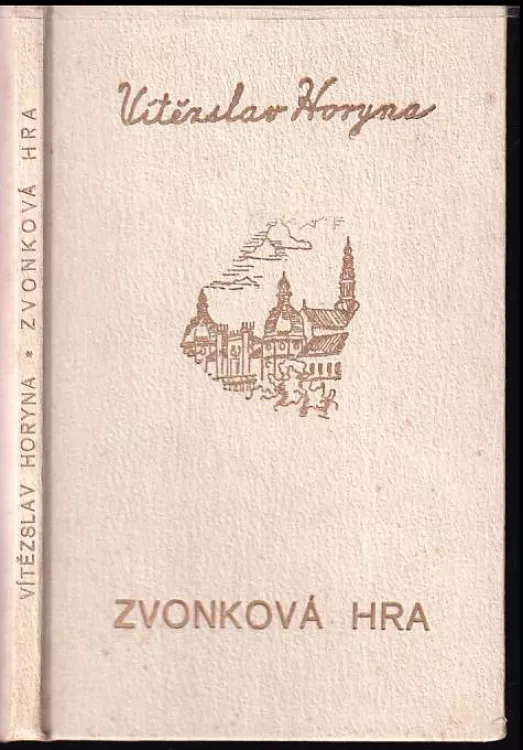 VÍTĚZSLAV HORYNA * ZVONKOVÁ HRA
Vítězslav Horyna
ZVONKOVÁ HRA